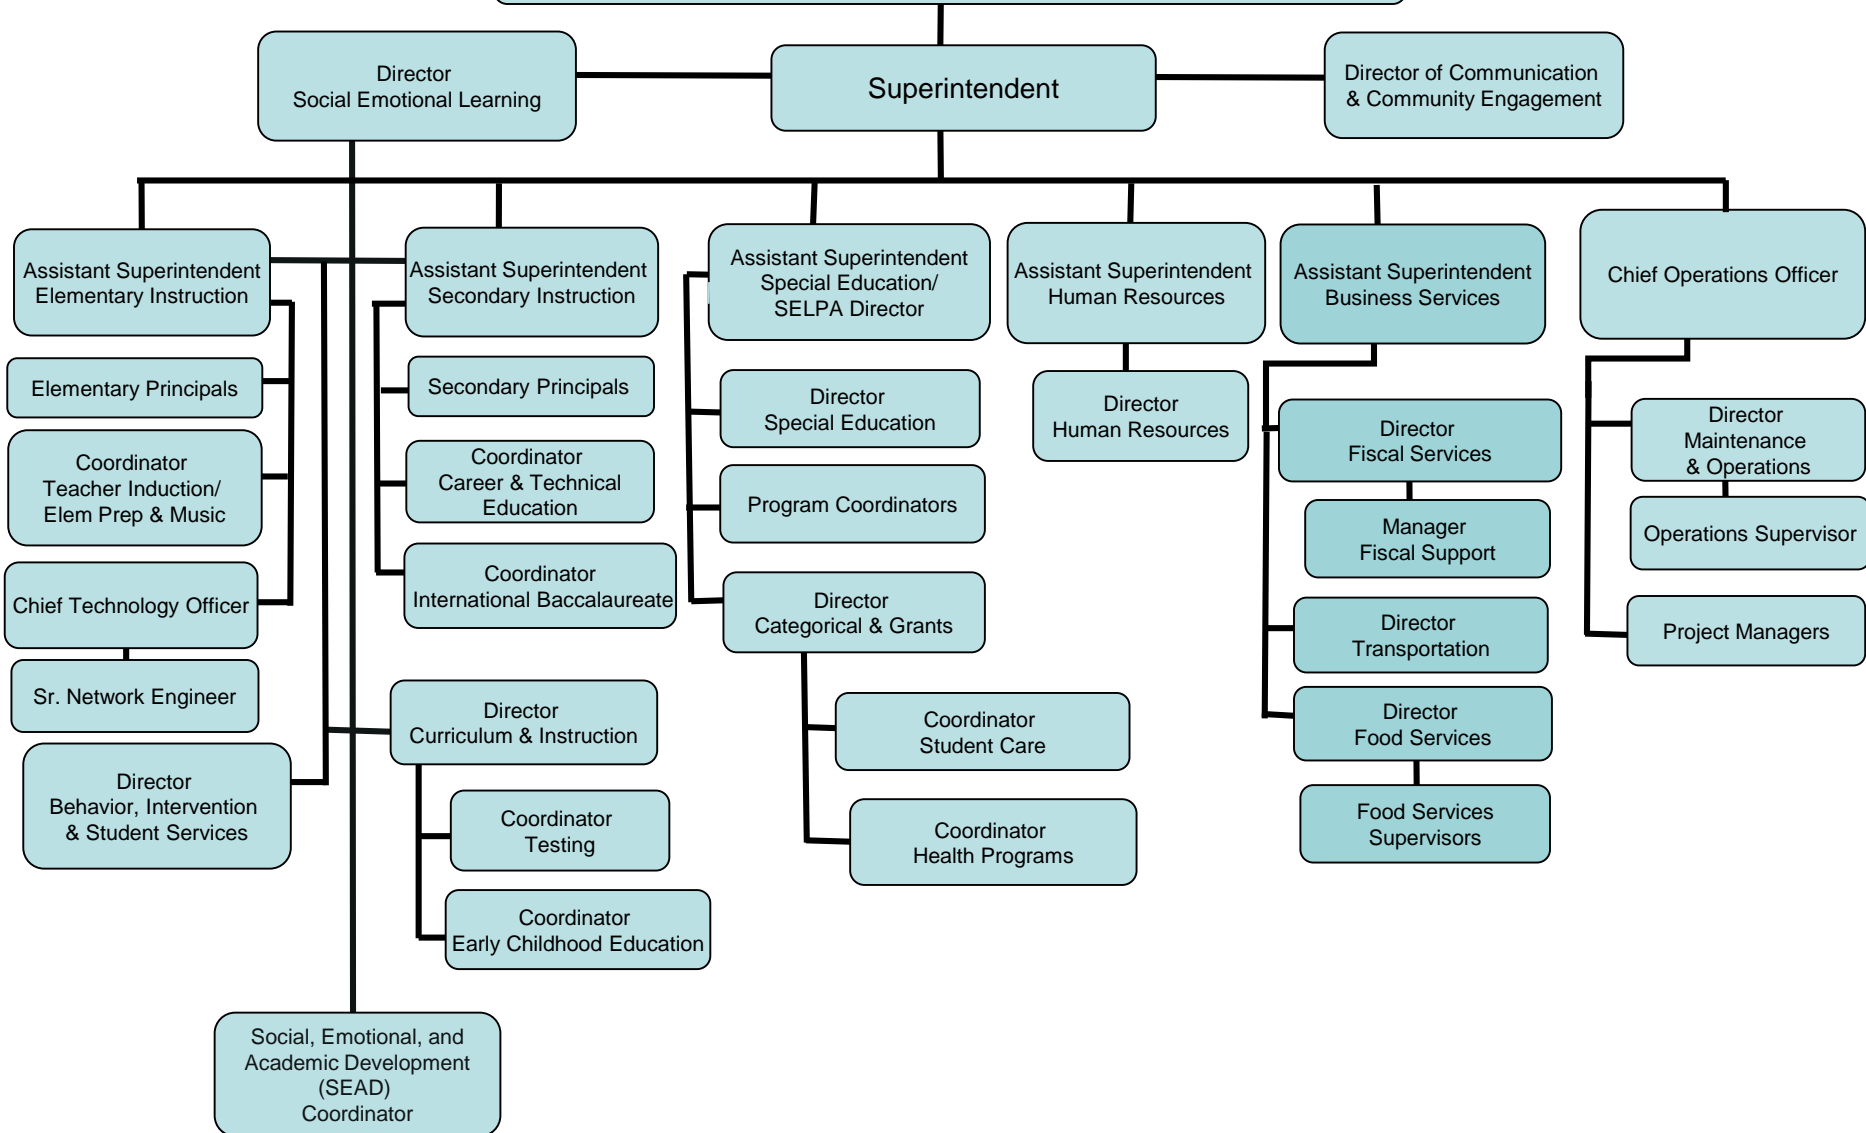 Director
Social Emotional Learning
Superintendent
Director of Communication
& Community Engagement
Assistant Superintendent
Elementary Instruction
Assistant Superintendent
Secondary Instruction
Assistant Superintendent
Special Education/
SELPA Director
Assistant Superintendent
Human Resources
Assistant Superintendent
Business Services
Chief Operations Officer
Elementary Principals
Coordinator
Teacher Induction/
Elem Prep & Music
Chief Technology Officer
Sr. Network Engineer
Director
Behavior, Intervention
& Student Services
Secondary Principals
Coordinator
Career & Technical
Education
Coordinator
International Baccalaureate
Director
Curriculum & Instruction
Coordinator
Testing
Coordinator
Early Childhood Education
Director
Special Education
Program Coordinators
Director
Categorical & Grants
Coordinator
Student Care
Coordinator
Health Programs
Director
Human Resources
Director
Fiscal Services
Manager
Fiscal Support
Director
Transportation
Director
Food Services
Food Services
Supervisors
Director
Maintenance
& Operations
Operations Supervisor
Project Managers
Social, Emotional, and
Academic Development
(SEAD)
Coordinator